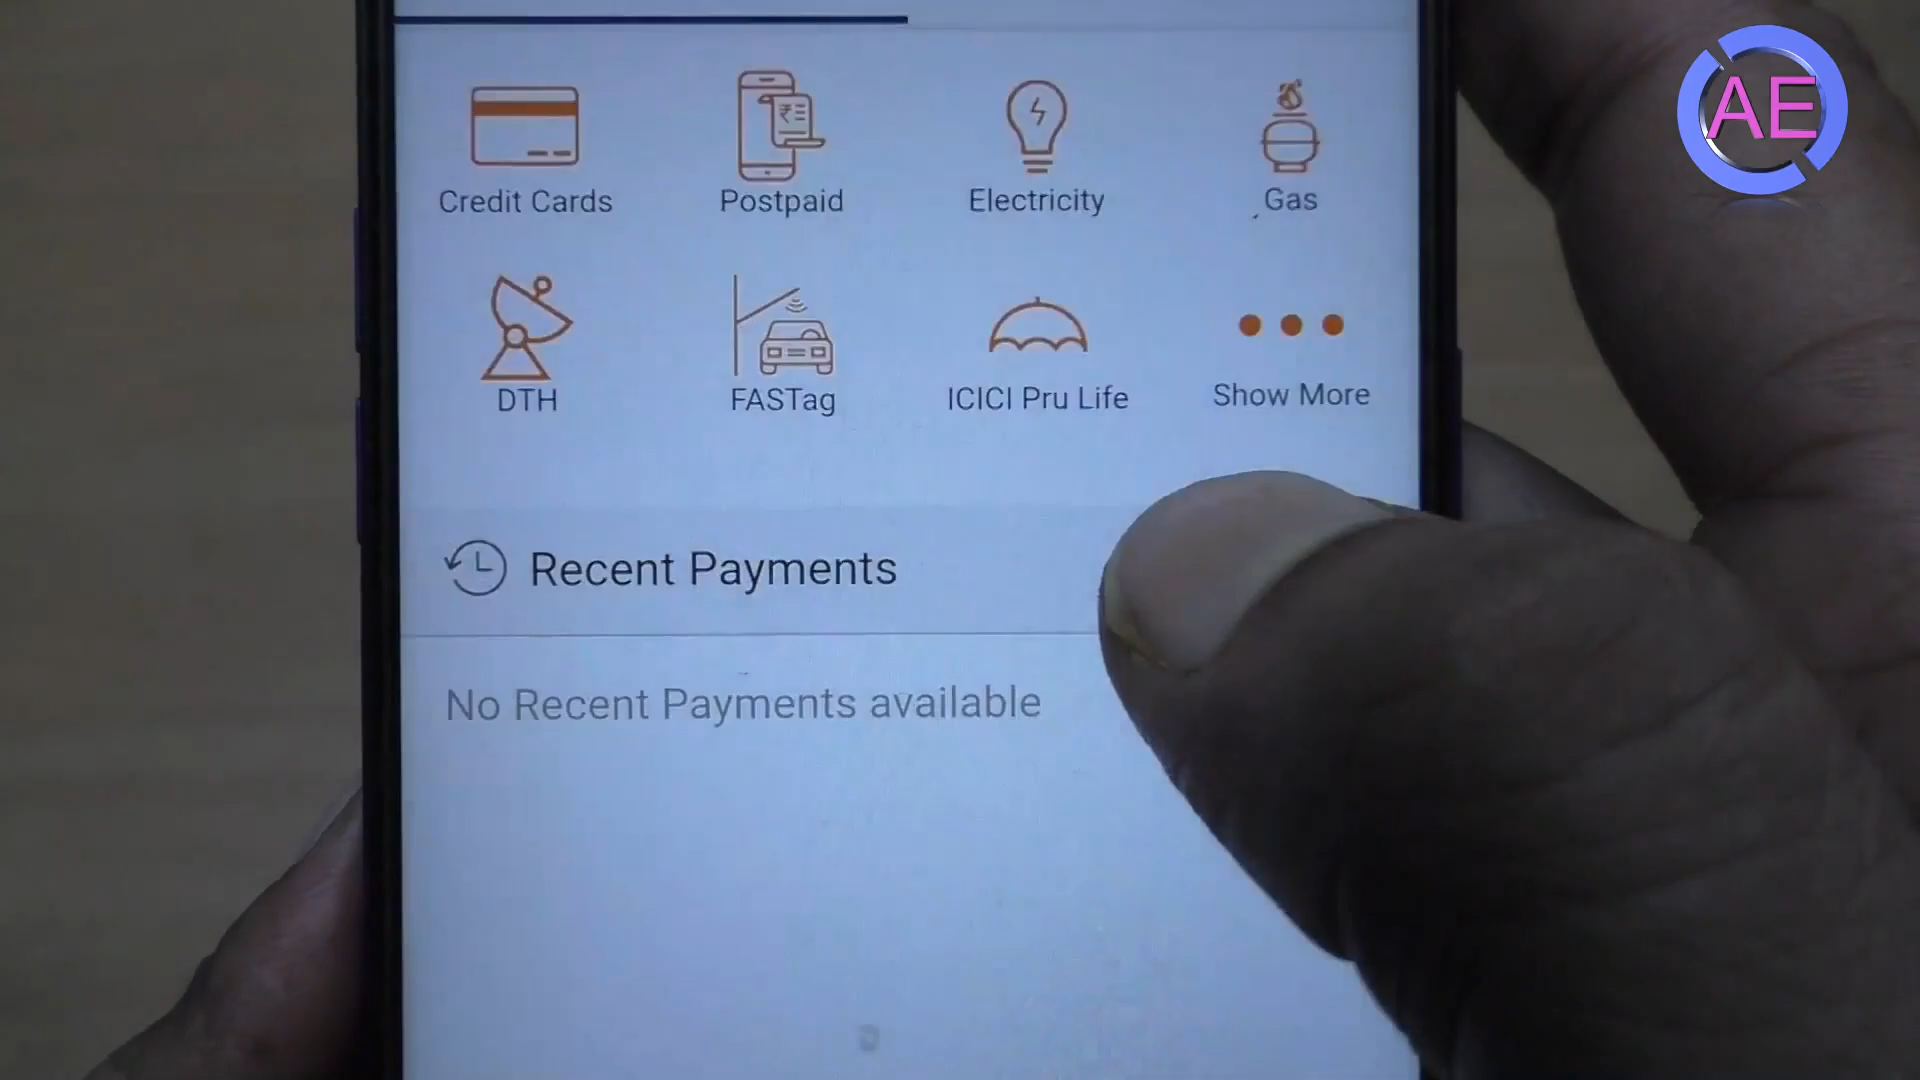 AE
Credit Cards
Postpaid
Electricity
Gas
DTH
FASTag
ICICI Pru Life
Show More
Recent Payments
No Recent Payments available